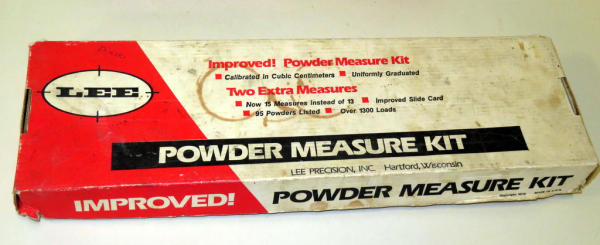 Improved! Powder Measure Kit
Calibrated in Cubic Centimeters Uniformly Graduated
Two Extra Measures
Now 15 Measures instead of 13 Improved Slide Card
95 Powders Listed Over 1300 Loads
LEE
POWDER MEASURE KIT
LEE PRECISION, INC. Hartford, Wisconsin
IMPROVED! POWDER MEASURE KIT
Copyright